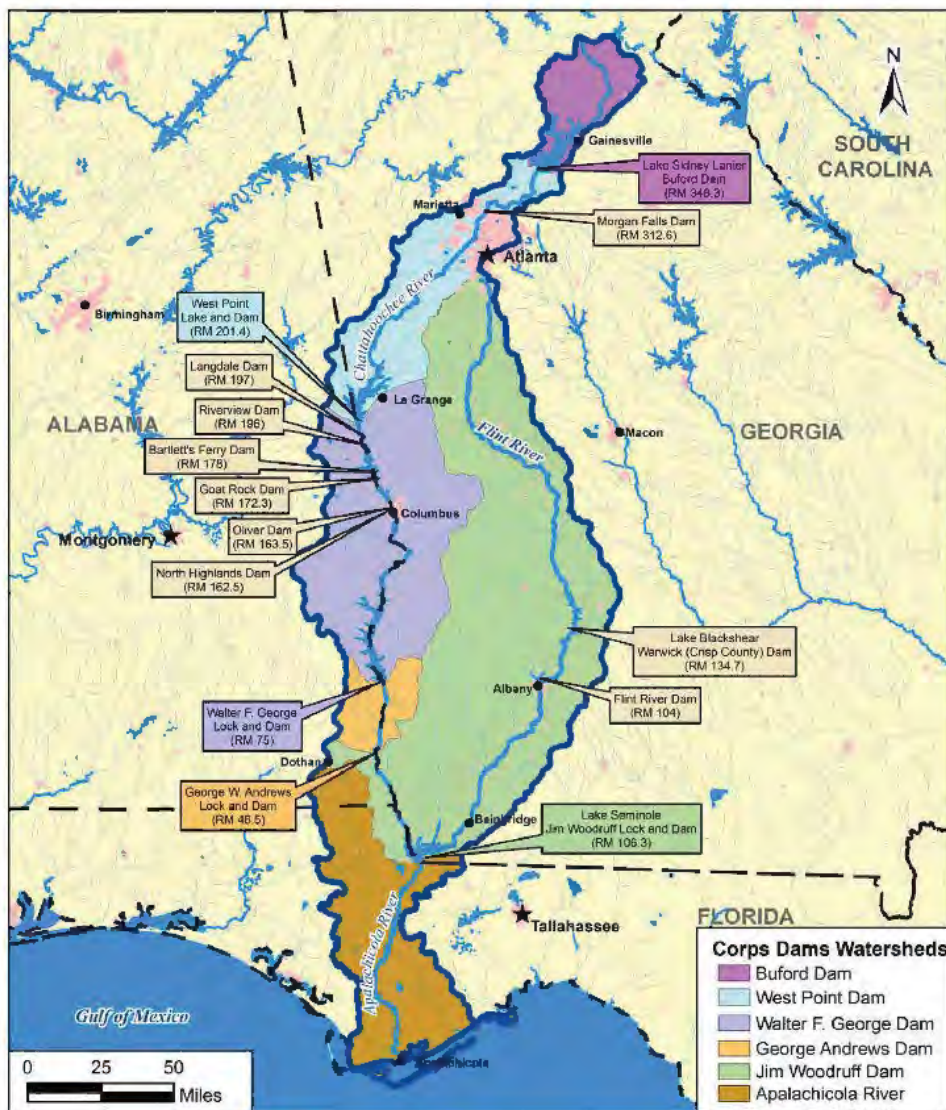 N
Gainesville
SOUTH
CAROLINA
Lake Sidney Lanier
Buford Dam
(RM 348.3)
Marietta
Morgan Falls Dam
(RM 312.6)
Atlanta
Birmingham
West Point
Lake and Dam
(RM 201.4)
Chattahoochee River
Langdale Dam
(RM 197)
La Grange
Riverview Dam
(RM 196)
ALABAMA
Flint River
Macon
GEORGIA
Bartlett's Ferry Dam
(RM 178)
Goat Rock Dam
(RM 172.3)
Columbus
Oliver Dam
(RM 163.5)
Montgomery
North Highlands Dam
(RM 162.5)
Lake Blackshear
Warwick (Crisp County) Dam
(RM 134.7)
Albany
Flint River Dam
(RM 104)
Walter F. George
Lock and Dam
(RM 75)
Dothan
George W. Andrews
Lock and Dam
(RM 46.5)
Bainbridge
Lake Seminole
Jim Woodruff Lock and Dam
(RM 106.3)
Tallahassee
FLORIDA
Apalachicola River
Gulf of Mexico
Apalachicola
0 25 50
Miles
Corps Dams Watersheds
Buford Dam
West Point Dam
Walter F. George Dam
George Andrews Dam
Jim Woodruff Dam
Apalachicola River